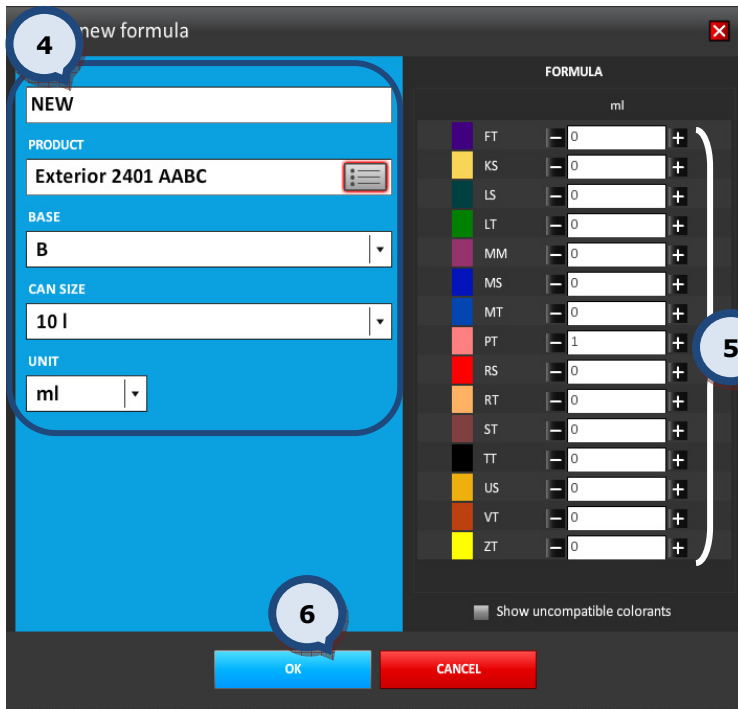 new formula
4
NEW
PRODUCT
Exterior 2401 AABC
BASE
B
CAN SIZE
10 l
UNIT
ml
FORMULA
ml
FT 0
KS 0
LS 0
LT 0
MM 0
MS 0
MT 0
PT 1
RS 0
RT 0
ST 0
TT 0
US 0
VT 0
ZT 0
5
Show uncompatible colorants
6
OK
CANCEL